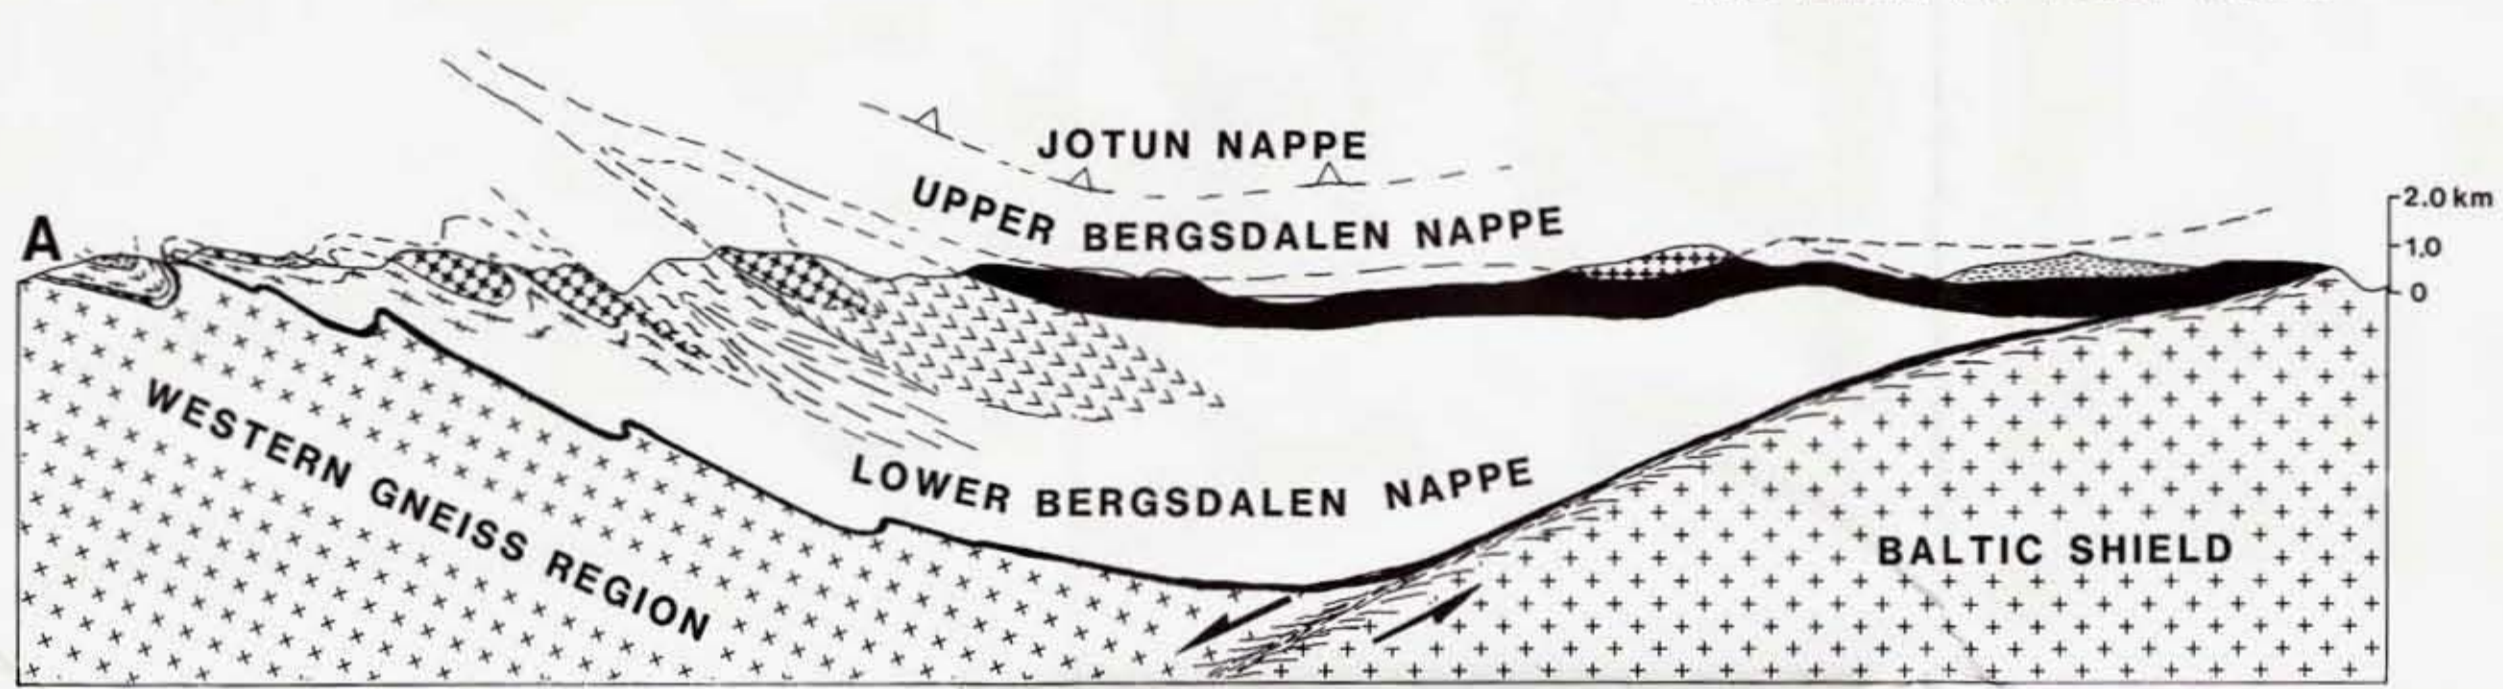 JOTUN NAPPE
UPPER BERGSDALEN NAPPE
A
2.0 km
1.0
0
WESTERN GNEISS REGION
LOWER BERGSDALEN NAPPE
BALTIC SHIELD